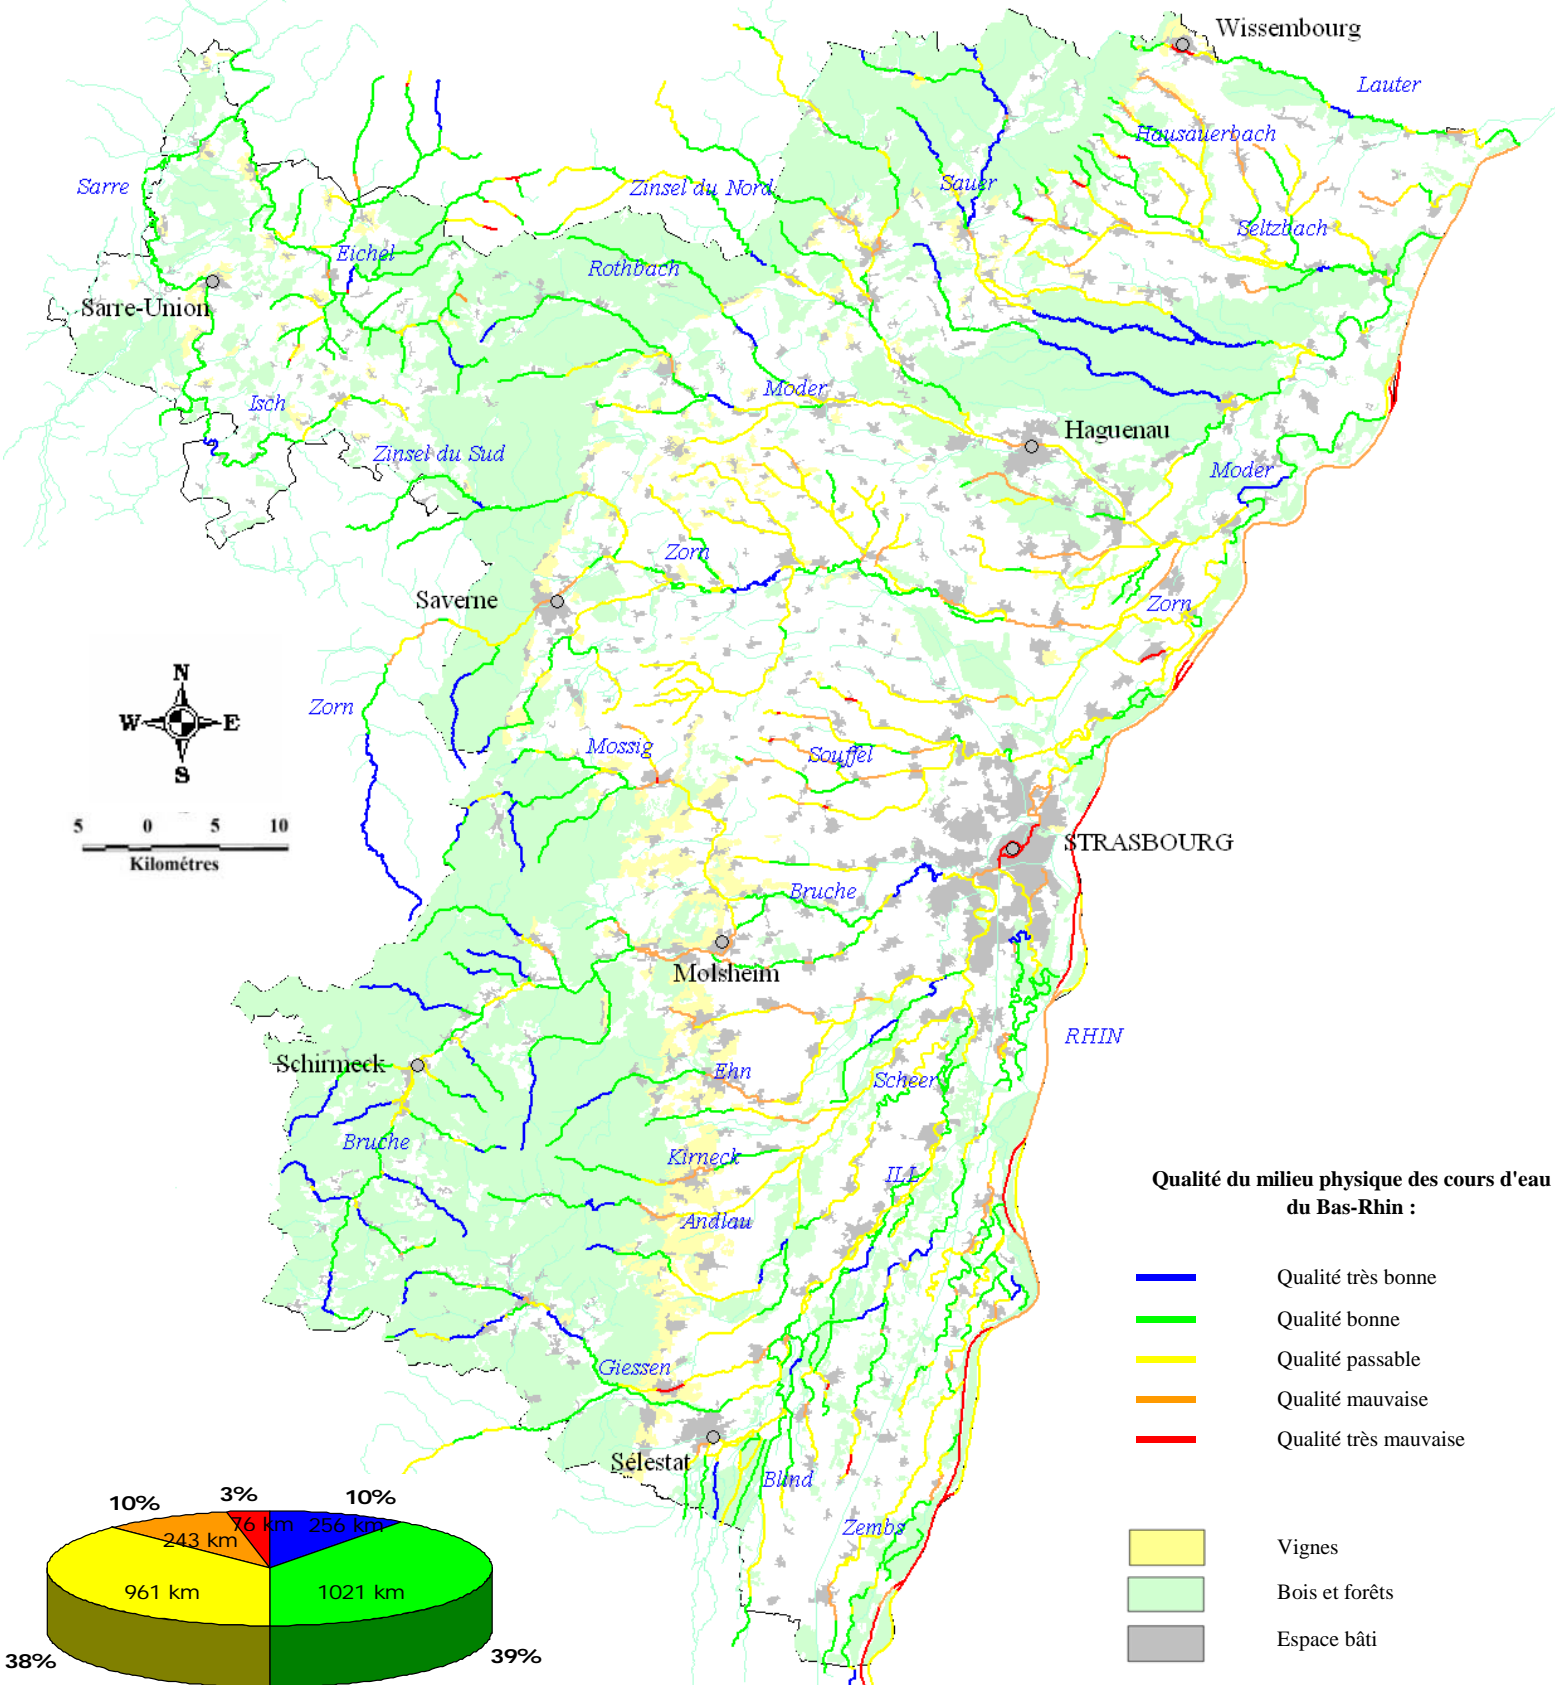 Wissembourg
Lauter
Hausauerbach
Sarre
Zinsel du Nord
Sauer
Seltzbach
Eichel
Rothbach
Sarre-Union
Moder
Isch
Haguenau
Zinsel du Sud
Moder
Zorn
Saverne
Zorn
N
W E
S
Zorn
Mossig
Souffel
5 0 5 10
Kilométres
STRASBOURG
Bruche
Molsheim
RHIN
Schirmeck
Ehn
Scheer
Bruche
Kirneck
ILL
Andlau
Giessen
Sélestat
Blind
Zembs
Qualité du milieu physique des cours d'eau
du Bas-Rhin :
Qualité très bonne
Qualité bonne
Qualité passable
Qualité mauvaise
Qualité très mauvaise
Vignes
Bois et forêts
Espace bâti
10% 3% 10%
243 km 76 km 256 km
961 km 1021 km
38% 39%